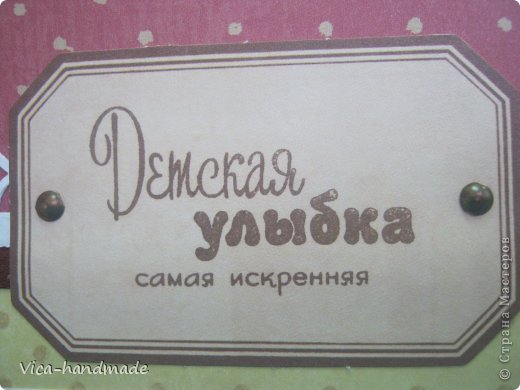 Детская
улыбка
самая искренняя
Vica-handmade
© Страна Мастеров